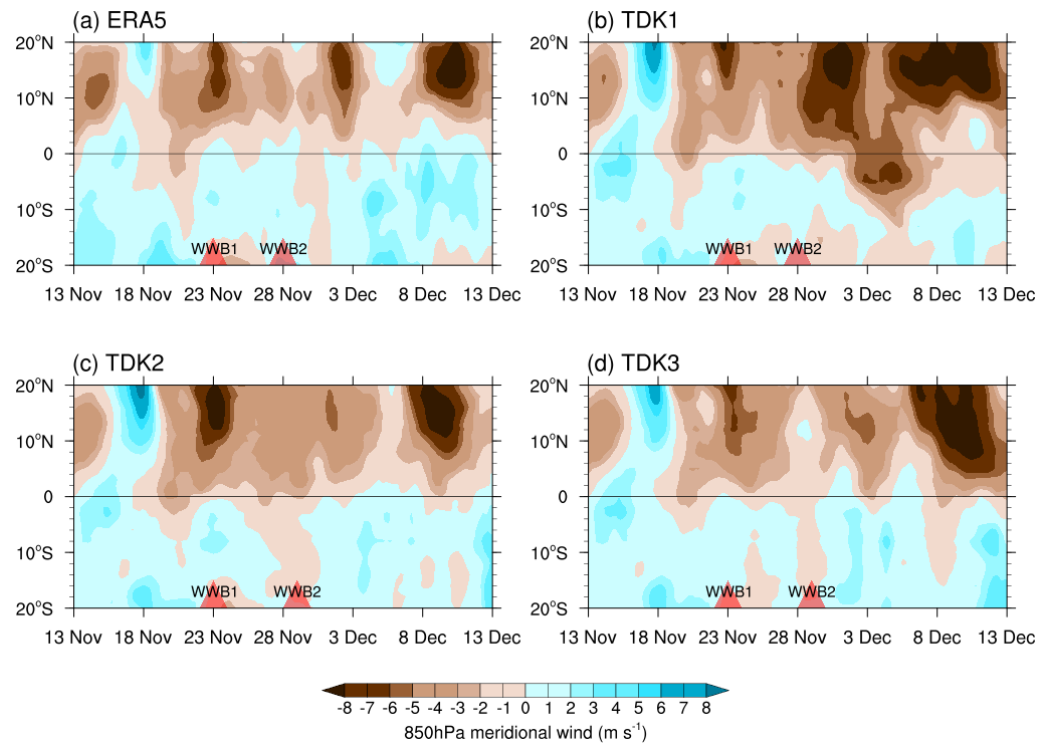 (a) ERA5
(b) TDK1
20°N
10°N
0
10°S
20°S
WWB1 WWB2
13 Nov 18 Nov 23 Nov 28 Nov 3 Dec 8 Dec 13 Dec
20°N
10°N
0
10°S
20°S
WWB1 WWB2
13 Nov 18 Nov 23 Nov 28 Nov 3 Dec 8 Dec 13 Dec
(c) TDK2
(d) TDK3
20°N
10°N
0
10°S
20°S
WWB1 WWB2
13 Nov 18 Nov 23 Nov 28 Nov 3 Dec 8 Dec 13 Dec
20°N
10°N
0
10°S
20°S
WWB1 WWB2
13 Nov 18 Nov 23 Nov 28 Nov 3 Dec 8 Dec 13 Dec
-8 -7 -6 -5 -4 -3 -2 -1 0 1 2 3 4 5 6 7 8
850hPa meridional wind (m s⁻¹)